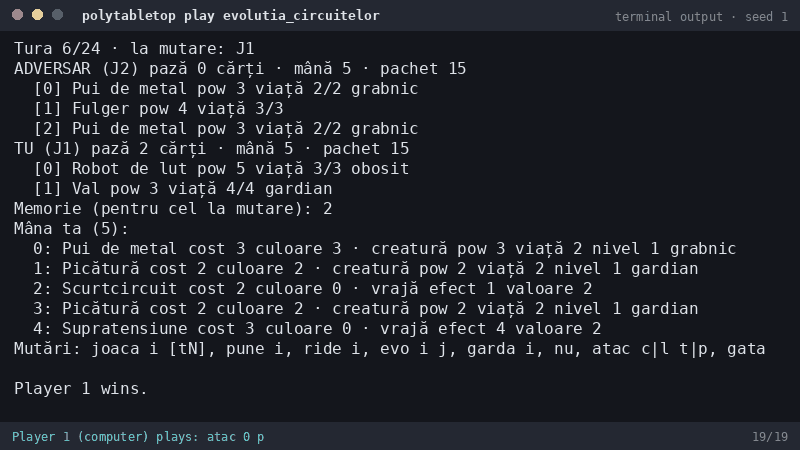 polytabletop play evolutia_circuitelor
terminal output · seed 1
Tura 6/24 · la mutare: J1
ADVERSAR (J2) pază 0 cărți · mână 5 · pachet 15
[0] Pui de metal pow 3 viață 2/2 grabnic
[1] Fulger pow 4 viață 3/3
[2] Pui de metal pow 3 viață 2/2 grabnic
TU (J1) pază 2 cărți · mână 5 · pachet 15
[0] Robot de lut pow 5 viață 3/3 obosit
[1] Val pow 3 viață 4/4 gardian
Memorie (pentru cel la mutare): 2
Mâna ta (5):
0: Pui de metal cost 3 culoare 3 · creatură pow 3 viață 2 nivel 1 grabnic
1: Picătură cost 2 culoare 2 · creatură pow 2 viață 2 nivel 1 gardian
2: Scurtcircuit cost 2 culoare 0 · vrajă efect 1 valoare 2
3: Picătură cost 2 culoare 2 · creatură pow 2 viață 2 nivel 1 gardian
4: Supratensiune cost 3 culoare 0 · vrajă efect 4 valoare 2
Mutări: joaca i [tN], pune i, ride i, evo i j, garda i, nu, atac c|l t|p, gata
Player 1 wins.
Player 1 (computer) plays: atac 0 p
19/19